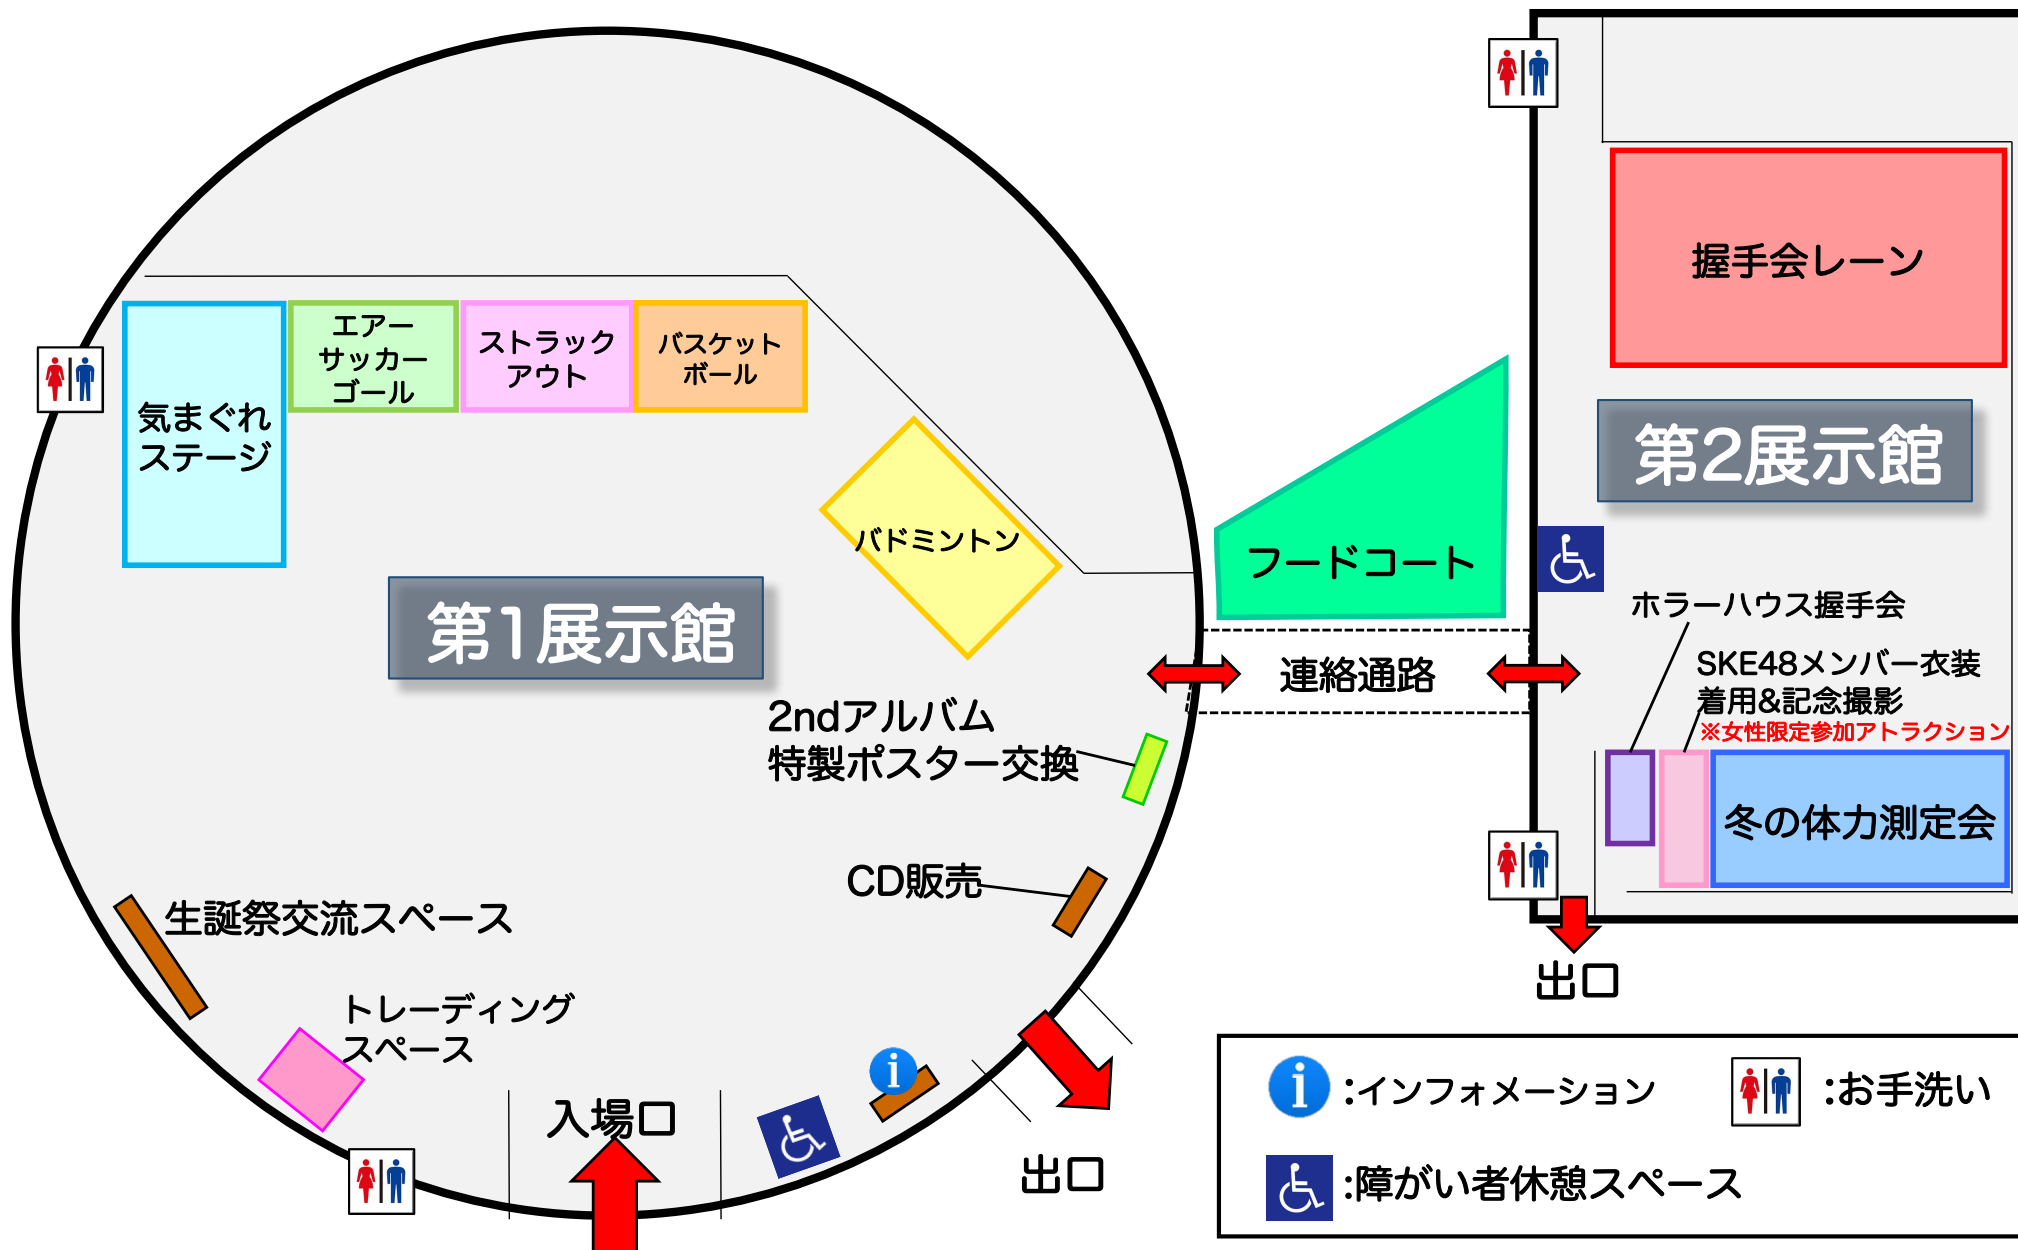 握手会レーン
エアー
サッカー
ゴール
ストラック
アウト
バスケット
ボール
気まぐれ
ステージ
第2展示館
バドミントン
フードコート
第1展示館
ホラーハウス握手会
連絡通路
SKE48メンバー衣装
着用&記念撮影
※女性限定参加アトラクション
2ndアルバム
特製ポスター交換
冬の体力測定会
CD販売
生誕祭交流スペース
出口
トレーディング
スペース
入場口
出口
i
i :インフォメーション
:お手洗い
:障がい者休憩スペース